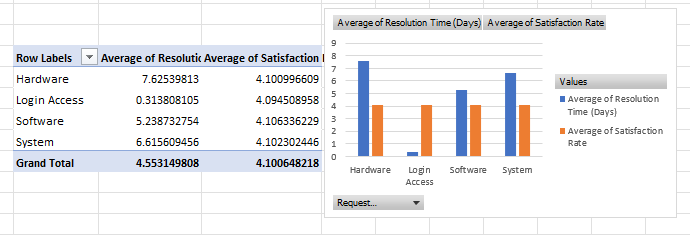 Row Labels Average of Resolutic Average of Satisfaction
Hardware 7.62539813 4.100996609
Login Access 0.313808105 4.094508958
Software 5.238732754 4.106336229
System 6.615609456 4.102302446
Grand Total 4.553149808 4.100648218
Average of Resolution Time (Days) Average of Satisfaction Rate
9
8
7
6
5
4
3
2
1
0
Hardware Login Software System
Access
Values
Average of Resolution
Time (Days)
Average of Satisfaction
Rate
Request...